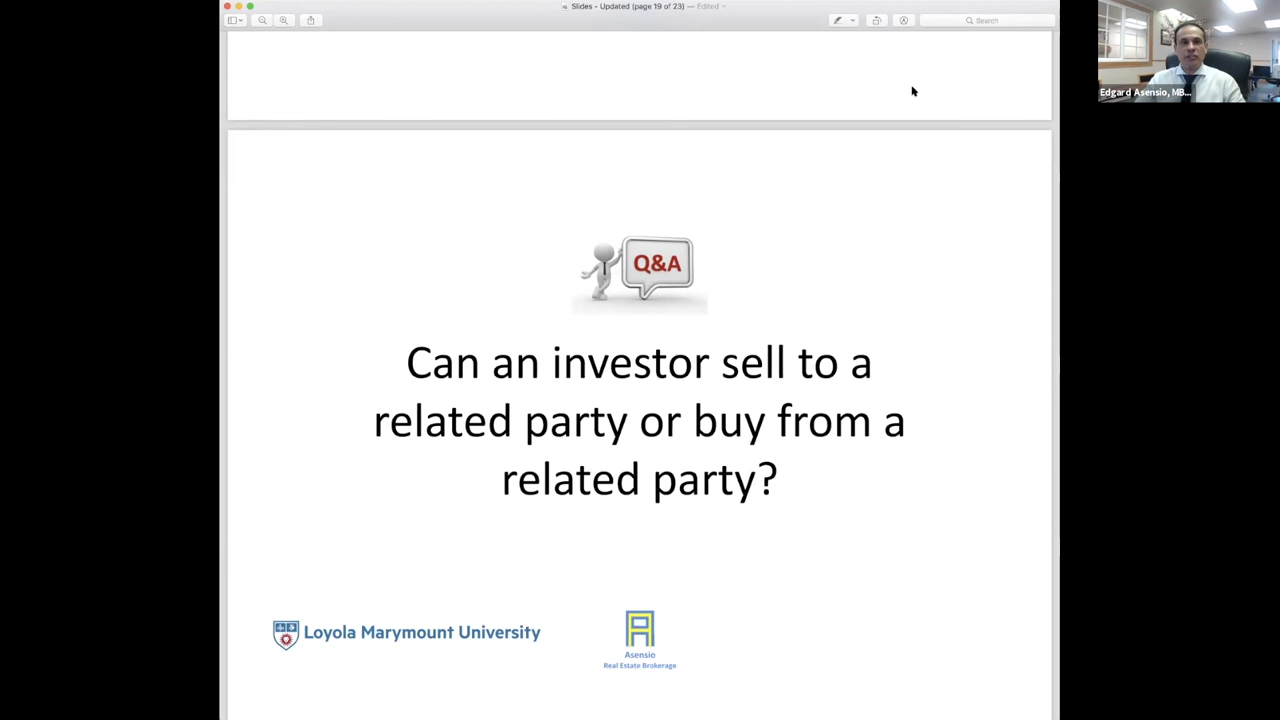 Slides - Updated (page 19 of 23) — Edited
Search
Edgard Asensio, MB...
Q&A
Can an investor sell to a
related party or buy from a
related party?
Loyola Marymount University
Asensio
Real Estate Brokerage